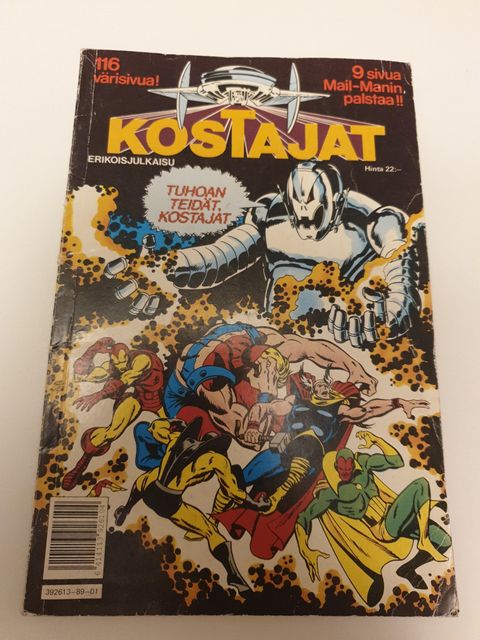 116
värisivua!
9 sivua
Mail-Manin
palstaa!!
KOSTAJAT
ERIKOISJULKAISU
Hinta 22:-
TUHOAN
TEIDÄT,
KOSTAJAT
392613-89-01